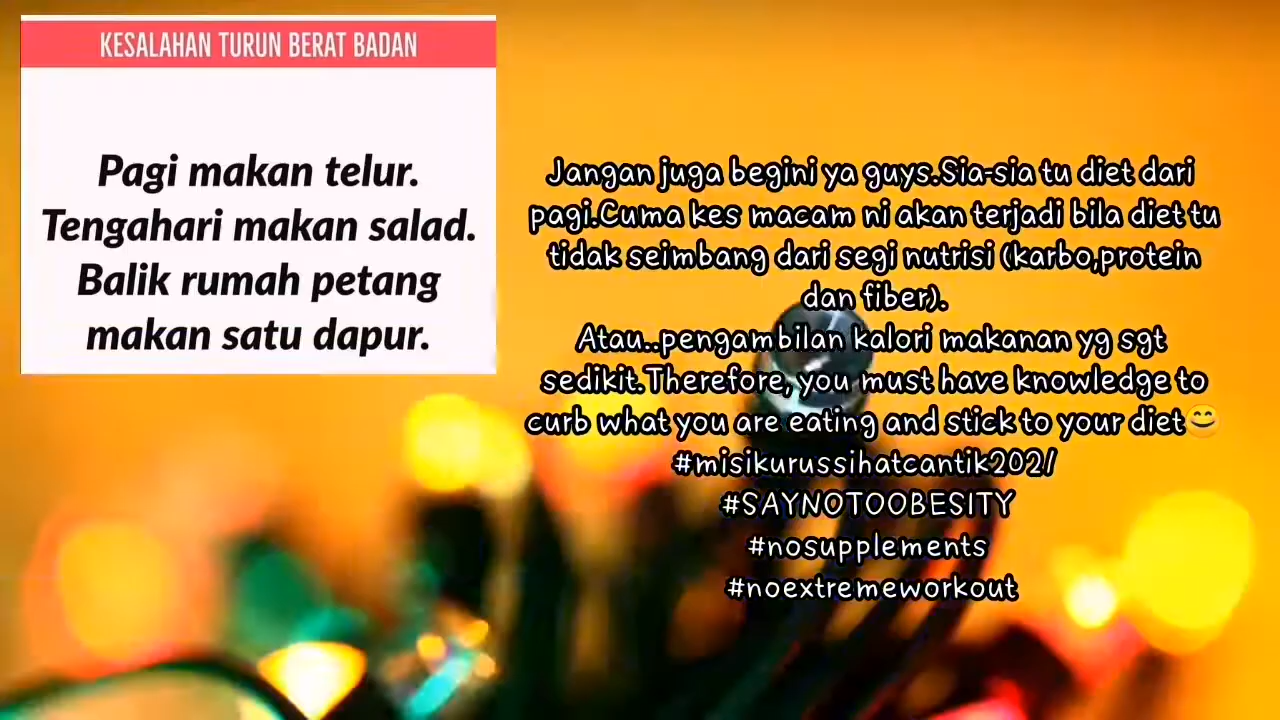 KESALAHAN TURUN BERAT BADAN
Pagi makan telur.
Tengahari makan salad.
Balik rumah petang
makan satu dapur.
Jangan juga begini ya guys.Sia-sia tu diet dari
pagi.Cuma kes macam ni akan terjadi bila diet tu
tidak seimbang dari segi nutrisi (karbo,protein
dan fiber).
Atau..pengambilan kalori makanan yg sgt
sedikit.Therefore, you must have knowledge to
curb what you are eating and stick to your diet😊
#misikurussihatcantik2021
#SAYNOTOOBESITY
#nosupplements
#noextremeworkout